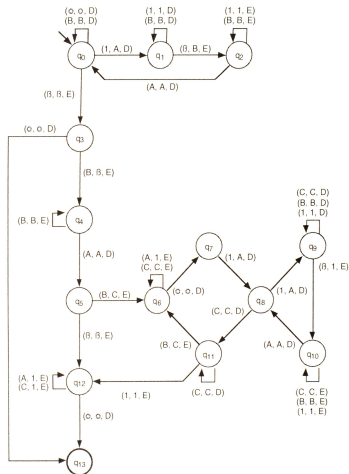 (o, o, D)
(B, B, D)
(1, 1, D)
(B, B, D)
(1, 1, E)
(B, B, E)
q0
(1, A, D)
q1
(ß, B, E)
q2
(A, A, D)
(ß, ß, E)
(o, o, D)
q3
(B, ß, E)
(B, B, E)
q4
(A, A, D)
q5
(B, C, E)
(A, 1, E)
(C, C, E)
q6
(o, o, D)
q7
(1, A, D)
(C, C, D)
(B, B, D)
(1, 1, D)
q9
q8
(1, A, D)
(ß, 1, E)
(C, C, D)
(A, A, D)
q10
(C, C, E)
(B, B, E)
(1, 1, E)
(B, C, E)
q11
(C, C, D)
(ß, ß, E)
(A, 1, E)
(C, 1, E)
q12
(1, 1, E)
(o, o, D)
q13